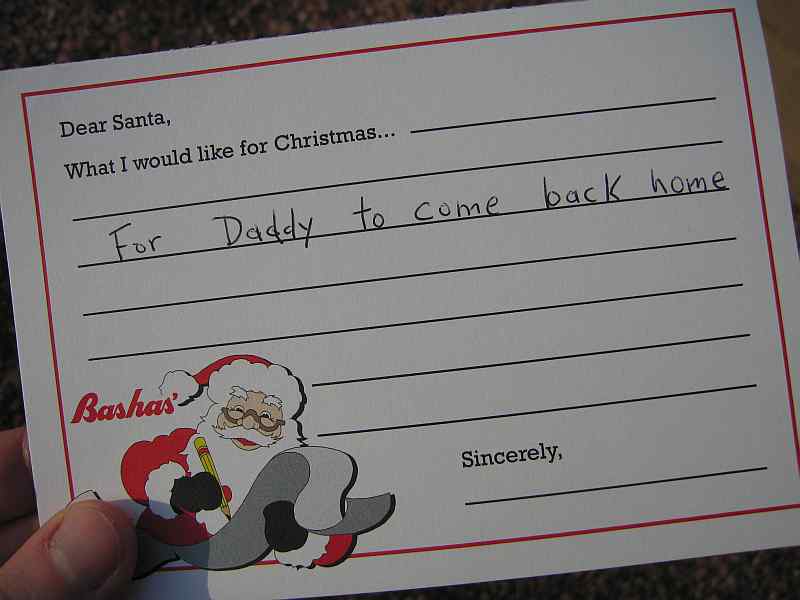 Dear Santa,
What I would like for Christmas...
For Daddy to come back home
Bashas'
Sincerely,